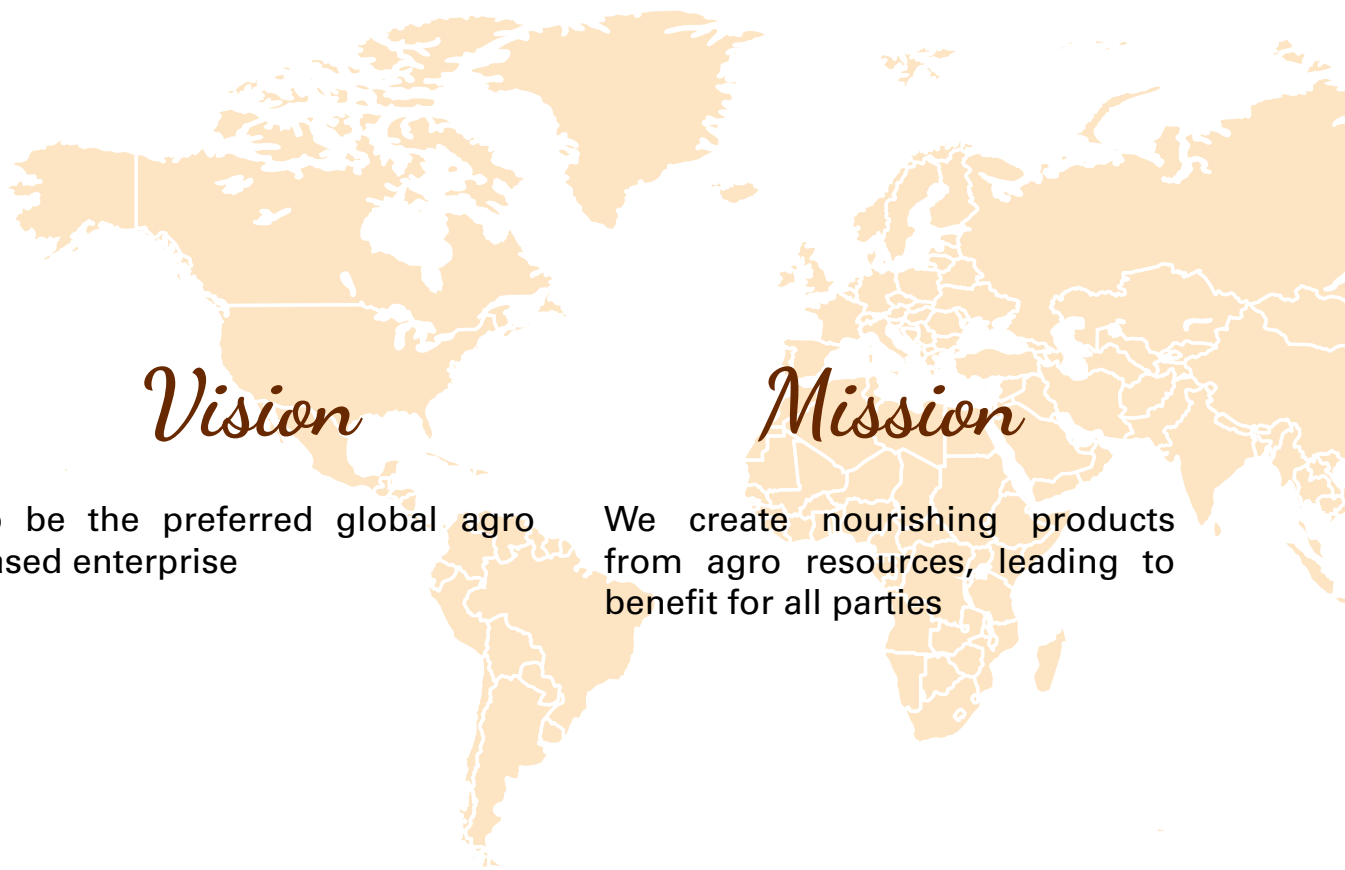 Vision
be the preferred global agro
enterprise
Mission
We create nourishing products
from agro resources, leading to
benefit for all parties